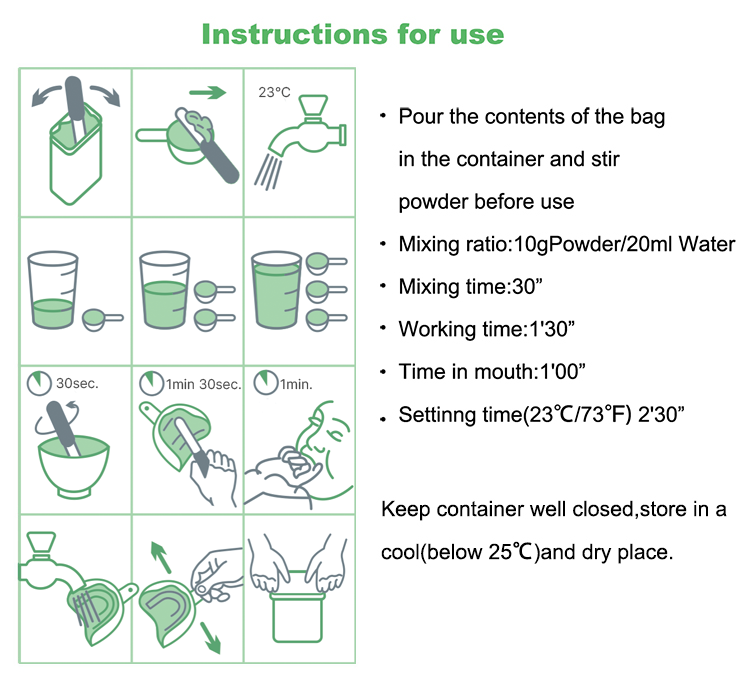 Instructions for use
23°C
30sec.
1min 30sec.
1min.
• Pour the contents of the bag
in the container and stir
powder before use
• Mixing ratio:10gPowder/20ml Water
• Mixing time:30”
• Working time:1'30”
• Time in mouth:1'00”
• Settinng time(23℃/73℉) 2'30”
Keep container well closed,store in a
cool(below 25℃)and dry place.